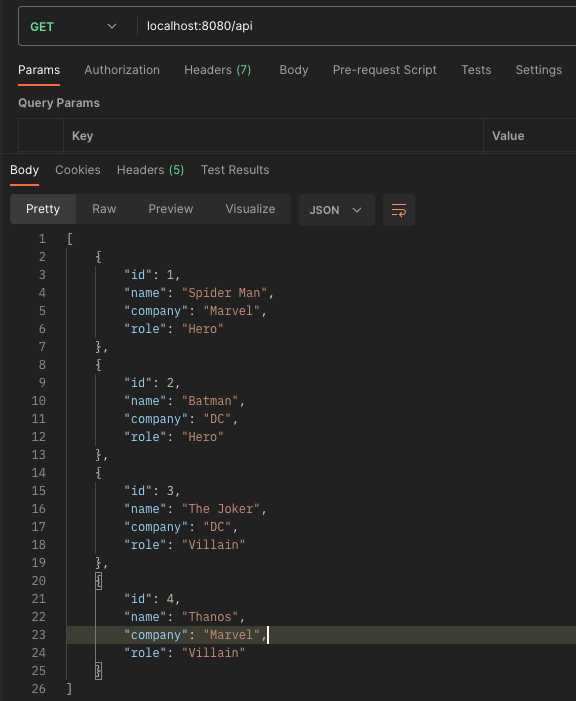 GET localhost:8080/api
Params Authorization Headers (7) Body Pre-request Script Tests Settings
Query Params
Key Value
Body Cookies Headers (5) Test Results
Pretty Raw Preview Visualize JSON
1 [
2 {
3 "id": 1,
4 "name": "Spider Man",
5 "company": "Marvel",
6 "role": "Hero"
7 },
8 {
9 "id": 2,
10 "name": "Batman",
11 "company": "DC",
12 "role": "Hero"
13 },
14 {
15 "id": 3,
16 "name": "The Joker",
17 "company": "DC",
18 "role": "Villain"
19 },
20 {
21 "id": 4,
22 "name": "Thanos",
23 "company": "Marvel",
24 "role": "Villain"
25 }
26 ]